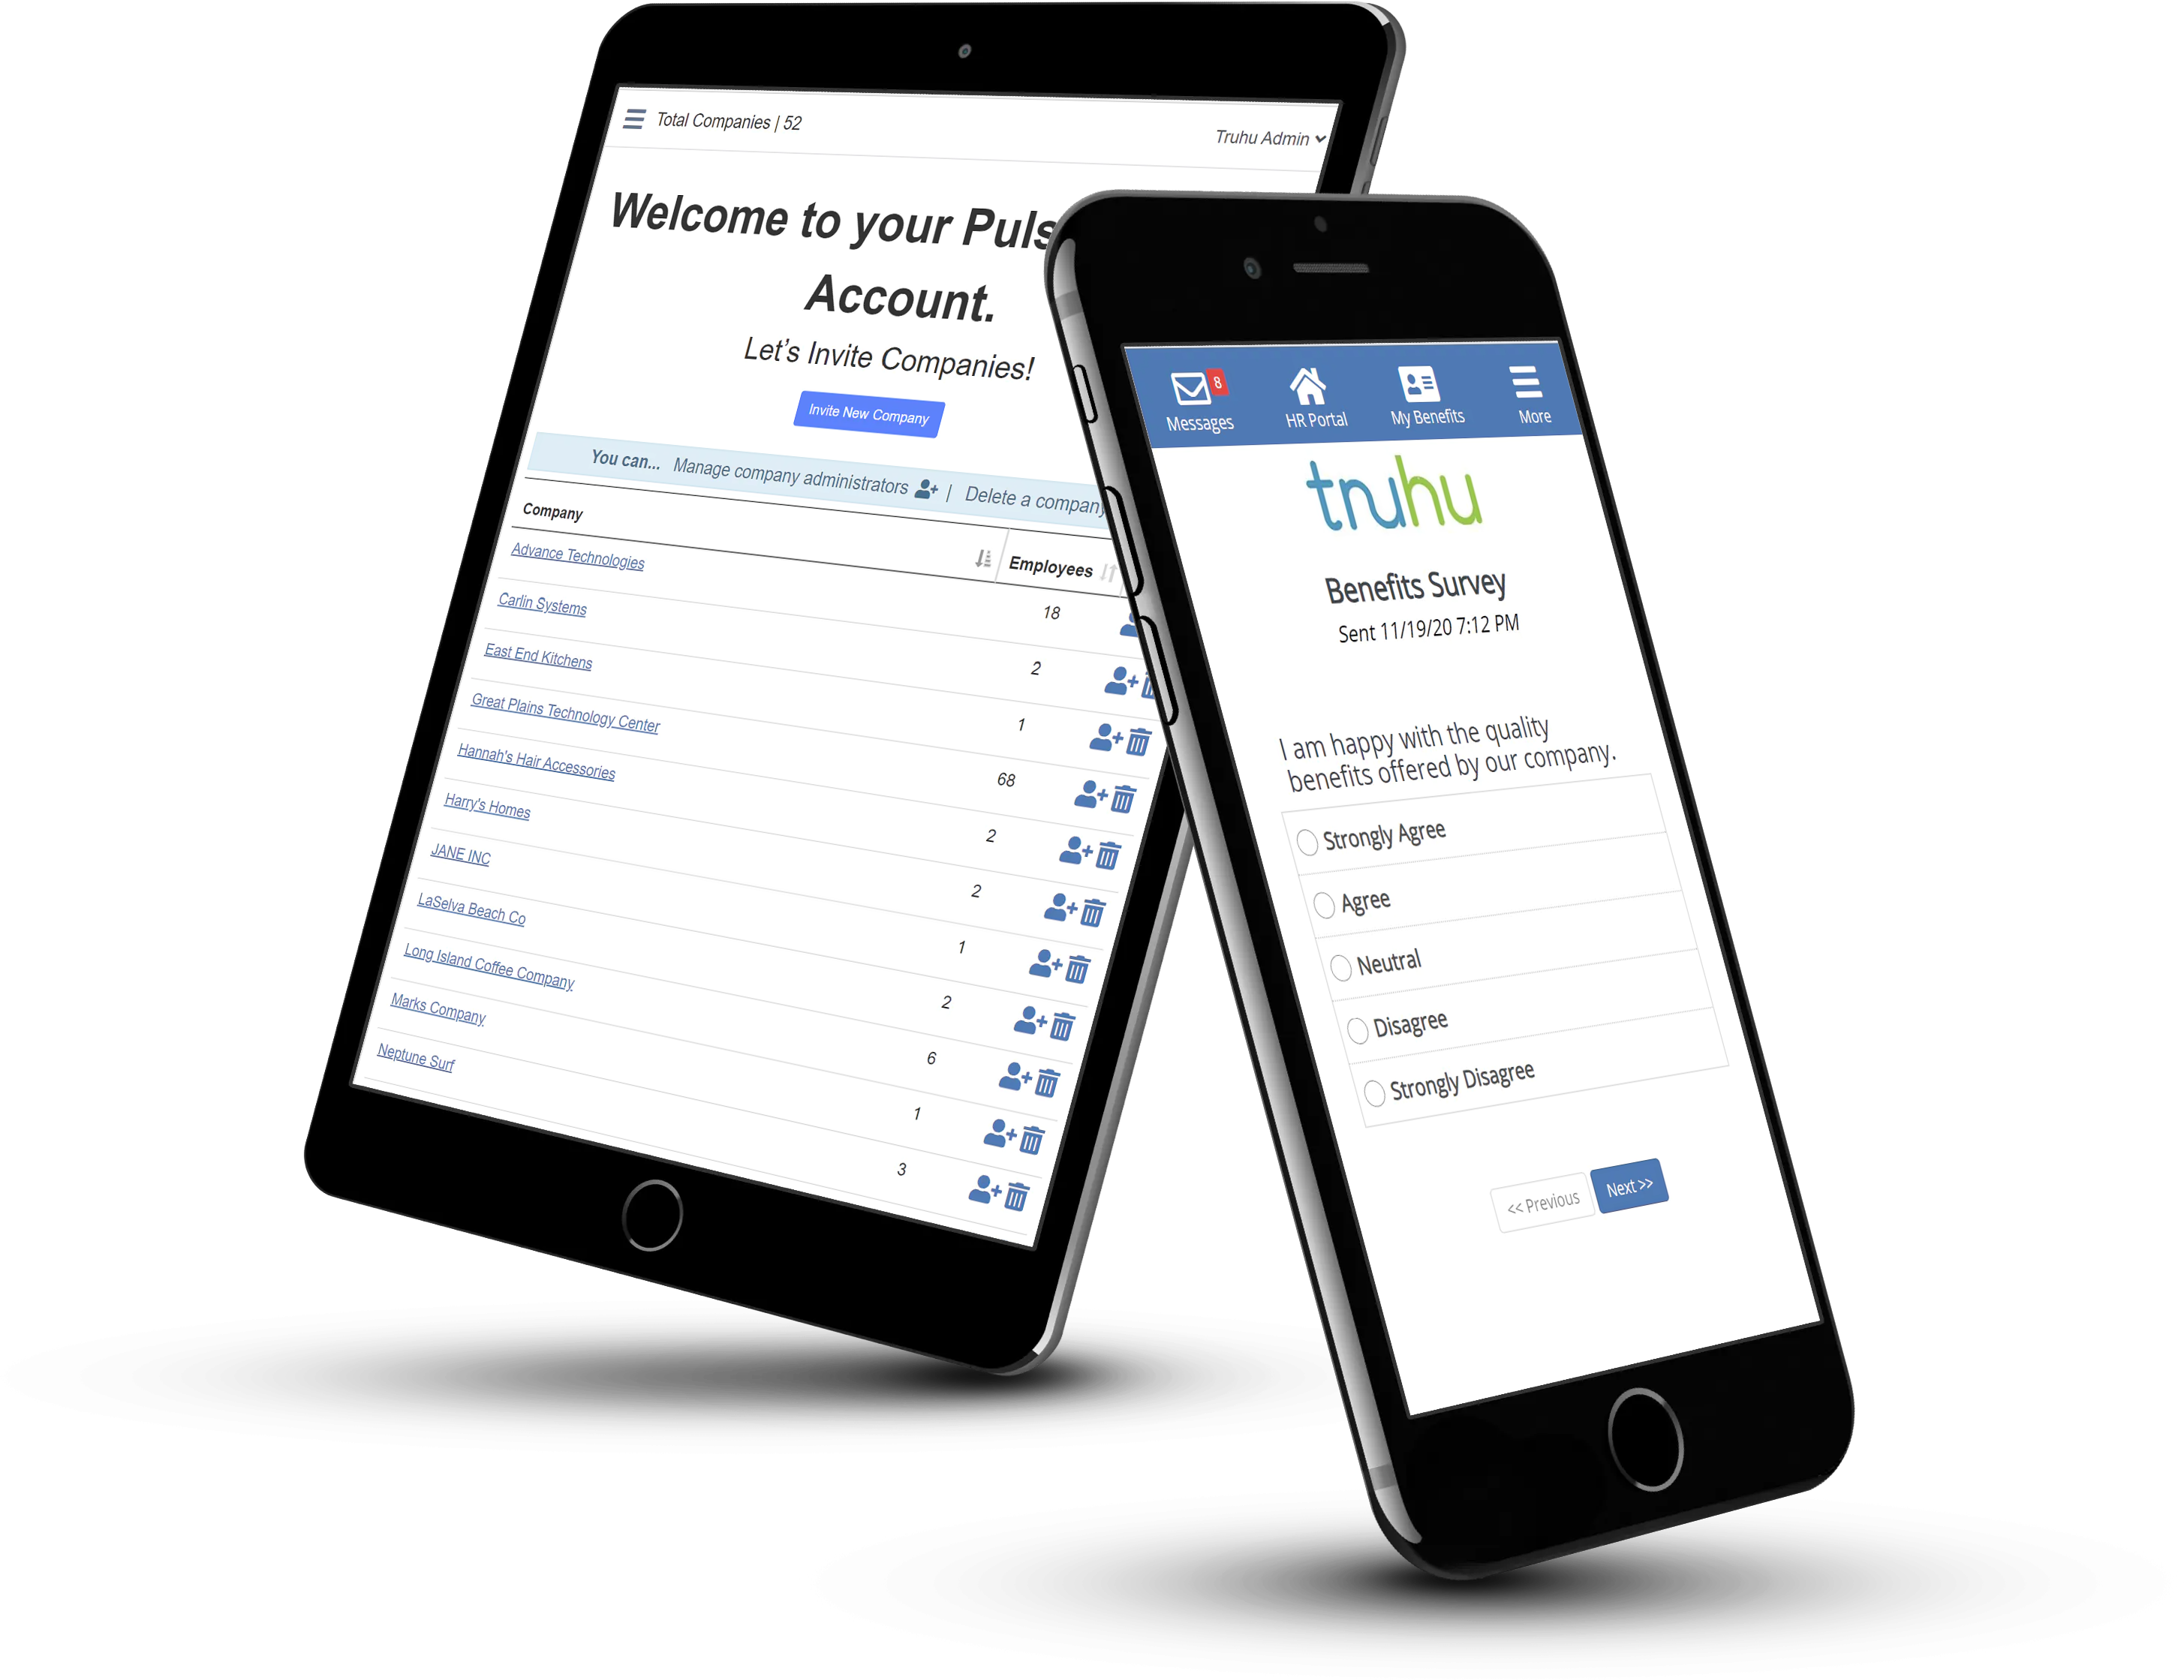 Total Companies | 52
Truhu Admin
Welcome to your Puls
Account.
Let's Invite Companies!
Invite New Company
You can... Manage company administrators | Delete a company
Company Employees
Advance Technologies 18
Carlin Systems 2
East End Kitchens 1
Great Plains Technology Center 68
Hannah's Hair Accessories 2
Harry's Homes 2
JANE INC 1
LaSelva Beach Co 2
Long Island Coffee Company 6
Marks Company 1
Neptune Surf 3
8
Messages HR Portal My Benefits More
truhu
Benefits Survey
Sent 11/19/20 7:12 PM
I am happy with the quality
benefits offered by our company.
Strongly Agree
Agree
Neutral
Disagree
Strongly Disagree
<< Previous Next >>